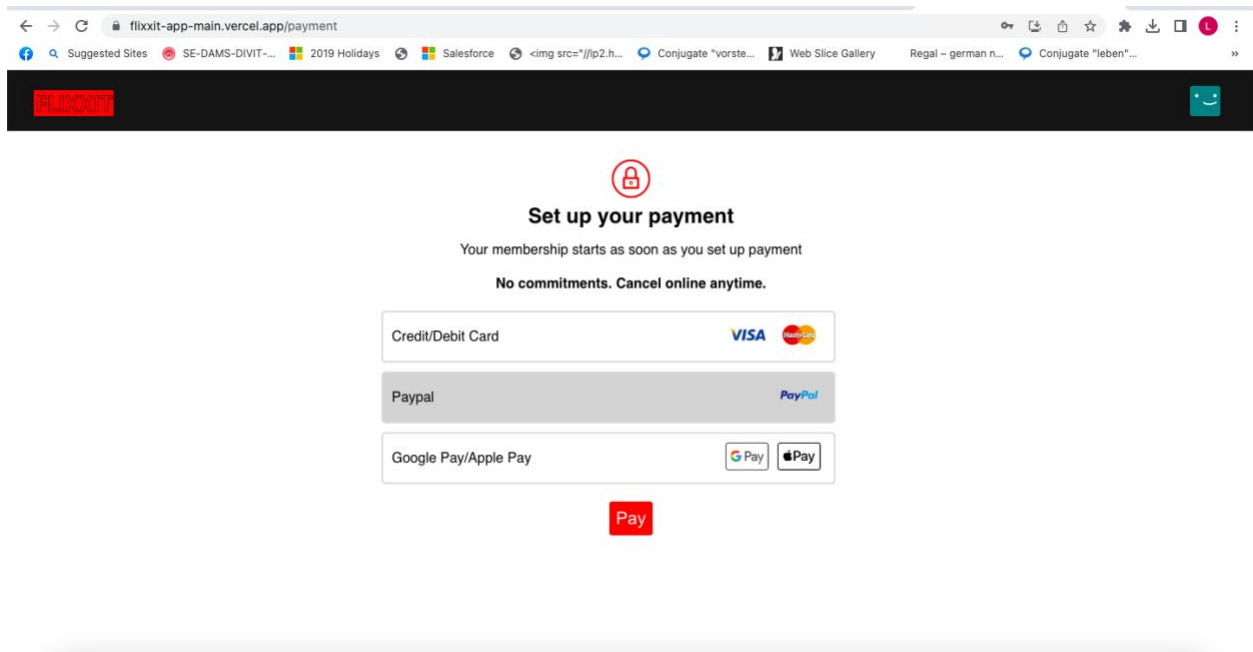 flixxit-app-main.vercel.app/payment
L
Suggested Sites SE-DAMS-DIVIT-... 2019 Holidays Salesforce <img src="//lp2.h... Conjugate "vorste... Web Slice Gallery Regal – german n... Conjugate "leben"... »
FLIXXIT
Set up your payment
Your membership starts as soon as you set up payment
No commitments. Cancel online anytime.
Credit/Debit Card VISA MasterCard
Paypal PayPal
Google Pay/Apple Pay G Pay Pay
Pay